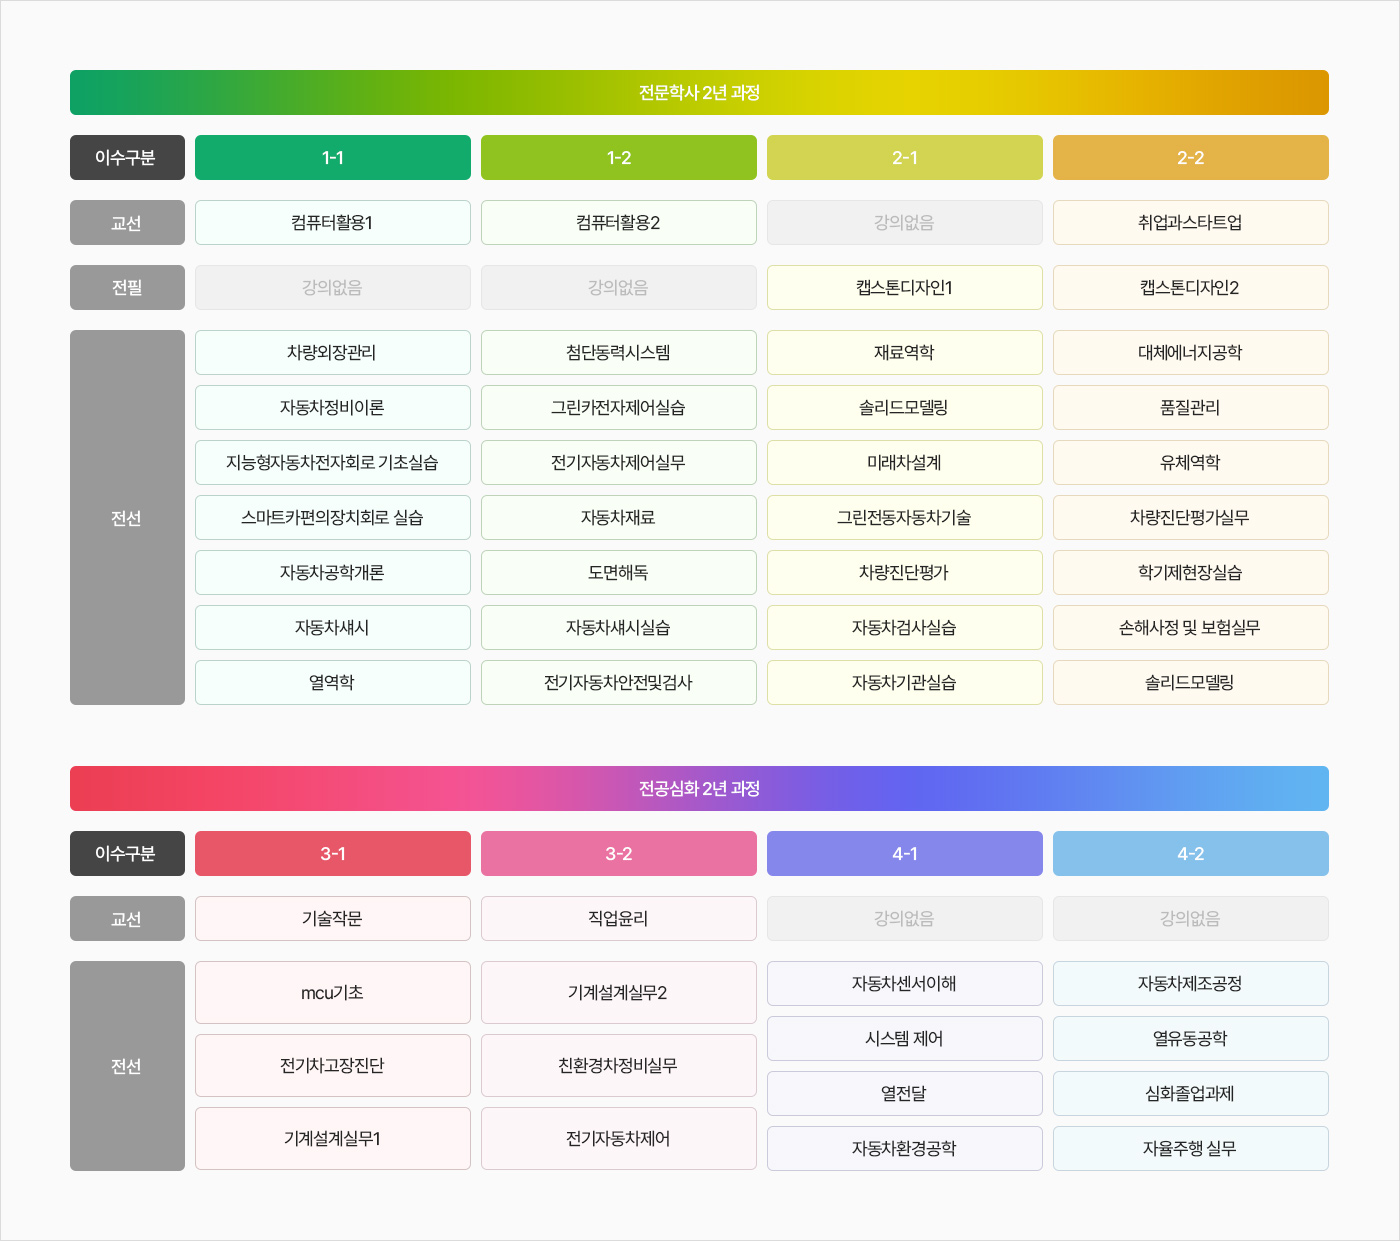 전문학사 2년 과정
이수구분 1-1 1-2 2-1 2-2
교선 컴퓨터활용1 컴퓨터활용2 강의없음 취업과스타트업
전필 강의없음 강의없음 캡스톤디자인1 캡스톤디자인2
차량외장관리 첨단동력시스템 재료역학 대체에너지공학
자동차정비이론 그린카전자제어실습 솔리드모델링 품질관리
지능형자동차전자회로 기초실습 전기자동차제어실무 미래차설계 유체역학
전선 스마트카편의장치회로 실습 자동차재료 그린전동자동차기술 차량진단평가실무
자동차공학개론 도면해독 차량진단평가 학기제현장실습
자동차섀시 자동차섀시실습 자동차검사실습 손해사정 및 보험실무
열역학 전기자동차안전및검사 자동차기관실습 솔리드모델링
전공심화 2년 과정
이수구분 3-1 3-2 4-1 4-2
교선 기술작문 직업윤리 강의없음 강의없음
전선
mcu기초
전기차고장진단
기계설계실무1
기계설계실무2
친환경차정비실무
전기자동차제어
자동차센서이해
시스템 제어
열전달
자동차환경공학
자동차제조공정
열유동공학
심화졸업과제
자율주행 실무